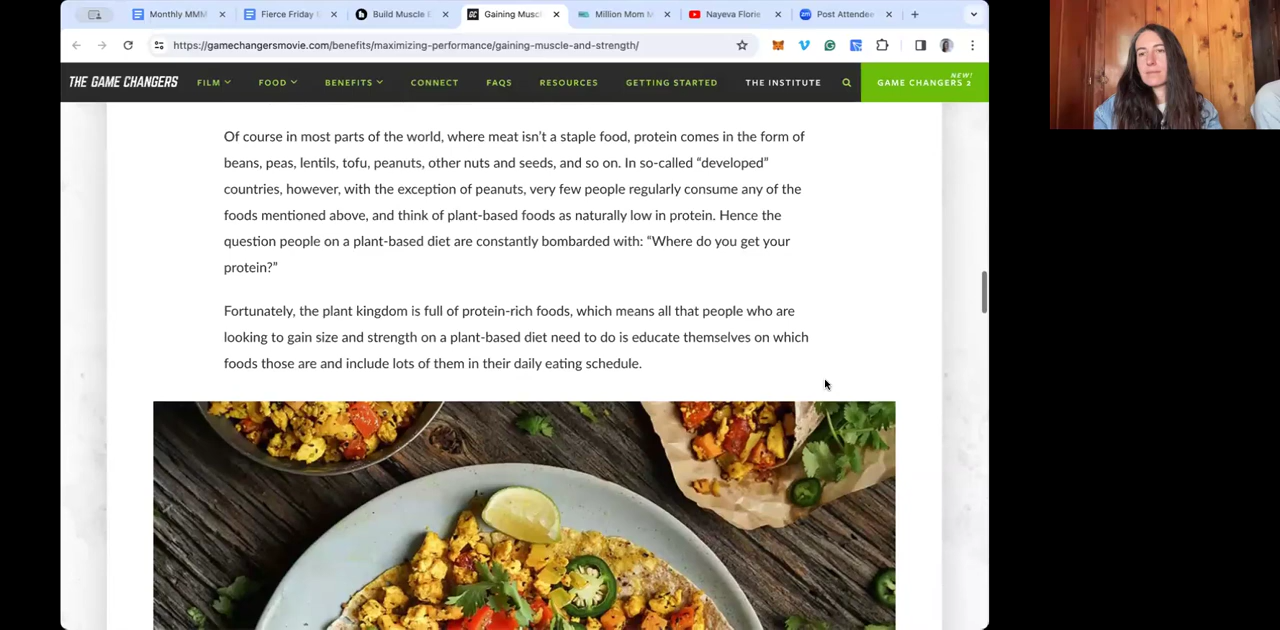 Monthly MMM
Fierce Friday
Build Muscle
Gaining Musc
Million Mom M
Nayeva Florie
Post Attendee
https://gamechangersmovie.com/benefits/maximizing-performance/gaining-muscle-and-strength/
THE GAME CHANGERS
FILM
FOOD
BENEFITS
CONNECT
FAQS
RESOURCES
GETTING STARTED
THE INSTITUTE
NEW!
GAME CHANGERS 2
Of course in most parts of the world, where meat isn't a staple food, protein comes in the form of
beans, peas, lentils, tofu, peanuts, other nuts and seeds, and so on. In so-called “developed”
countries, however, with the exception of peanuts, very few people regularly consume any of the
foods mentioned above, and think of plant-based foods as naturally low in protein. Hence the
question people on a plant-based diet are constantly bombarded with: “Where do you get your
protein?”
Fortunately, the plant kingdom is full of protein-rich foods, which means all that people who are
looking to gain size and strength on a plant-based diet need to do is educate themselves on which
foods those are and include lots of them in their daily eating schedule.